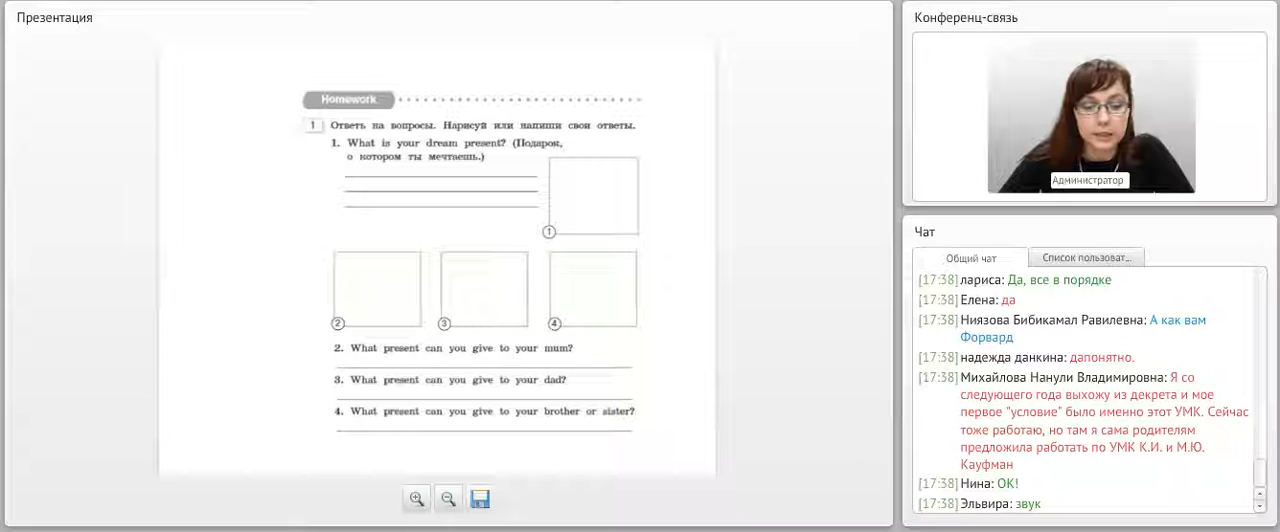 Презентация
Homework
1 Ответь на вопросы. Нарисуй или напиши свои ответы.
1. What is your dream present? (Подарок,
о котором ты мечтаешь.)
1
2
3
4
2. What present can you give to your mum?
3. What present can you give to your dad?
4. What present can you give to your brother or sister?
Конференц-связь
Администратор
Чат
Общий чат
Список пользоват...
[17:38] лариса: Да, все в порядке
[17:38] Елена: да
[17:38] Ниязова Бибикамал Равилевна: А как вам
Форвард
[17:38] надежда данкина: дапонятно.
[17:38] Михайлова Нанули Владимировна: Я со
следующего года выхожу из декрета и мое
первое "условие" было именно этот УМК. Сейчас
тоже работаю, но там я сама родителям
предложила работать по УМК К.И. и М.Ю.
Кауфман
[17:38] Нина: ОК!
[17:38] Эльвира: звук